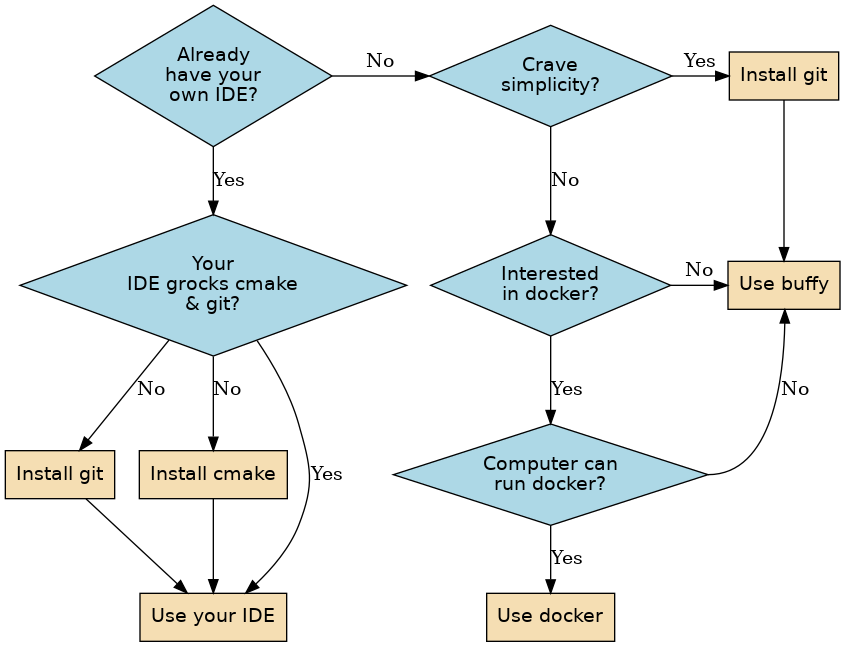 Already
have your
own IDE?
No
Crave
simplicity?
Yes
Install git
Yes
No
Your
IDE grocks cmake
& git?
Interested
in docker?
No
Use buffy
No
No
Yes
Yes
No
Install git
Install cmake
Yes
Computer can
run docker?
Yes
Use your IDE
Use docker